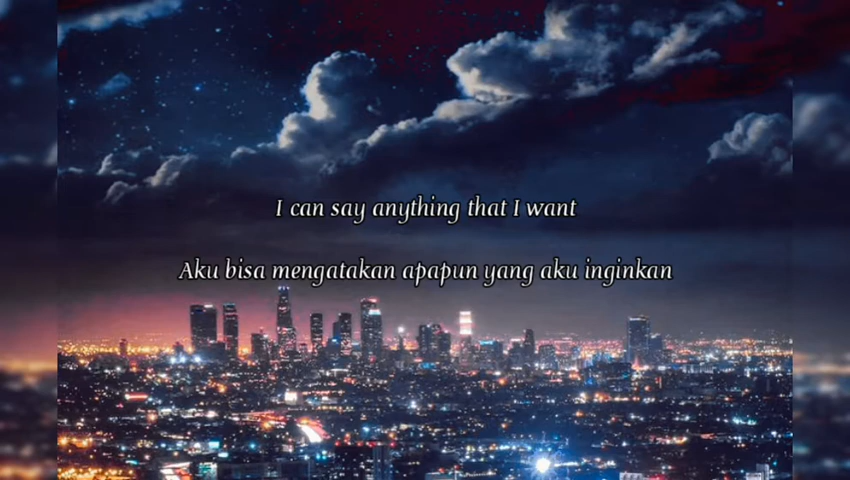 I can say anything that I want
Aku bisa mengatakan apapun yang aku inginkan